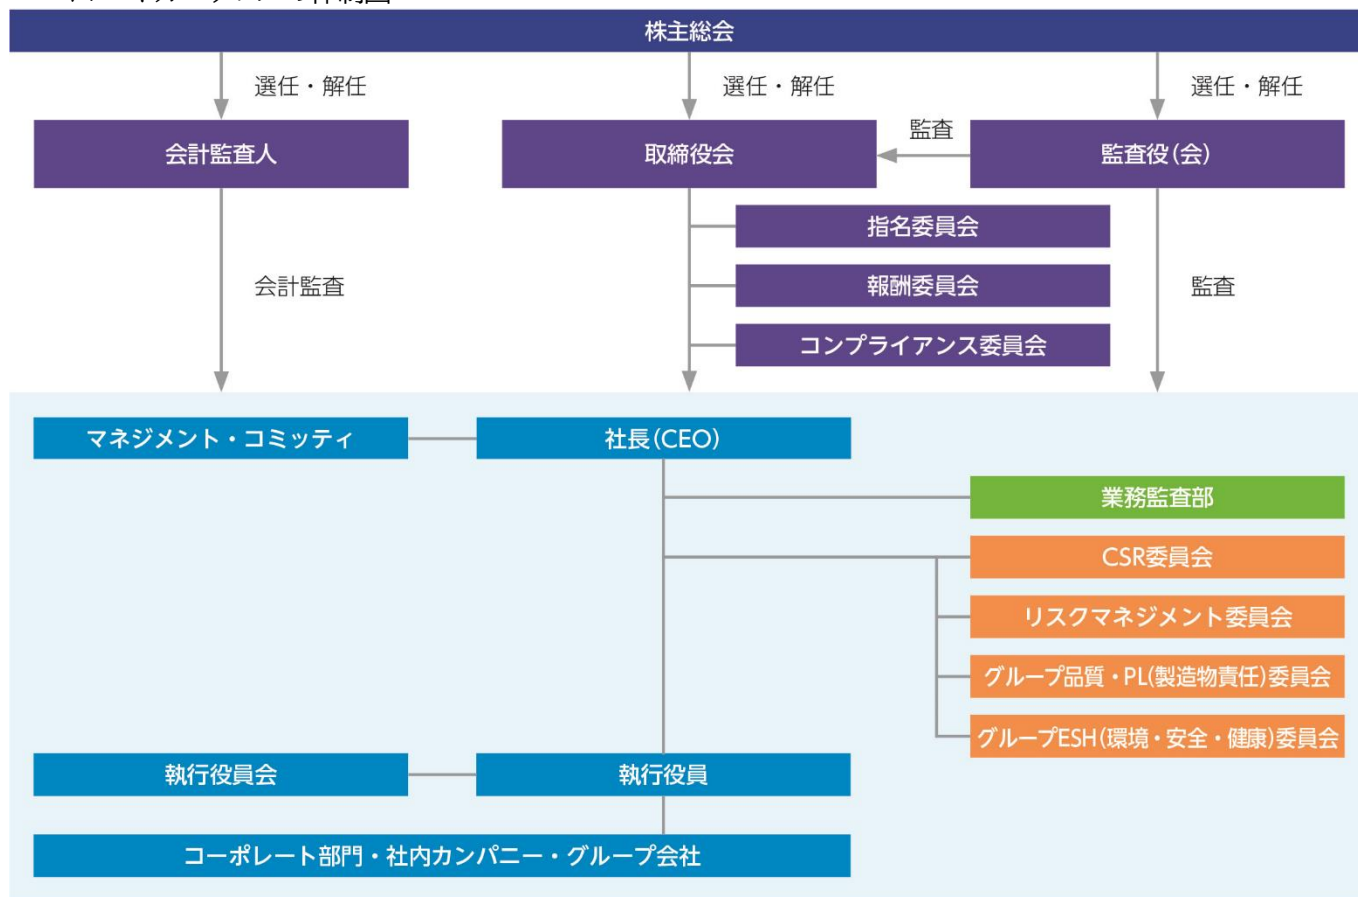 株主総会
選任・解任
選任・解任
選任・解任
会計監査人
取締役会
監査
監査役(会)
指名委員会
会計監査
報酬委員会
監査
コンプライアンス委員会
マネジメント・コミッティ
社長(CEO)
業務監査部
CSR委員会
リスクマネジメント委員会
グループ品質・PL(製造物責任)委員会
グループESH(環境・安全・健康)委員会
執行役員会
執行役員
コーポレート部門・社内カンパニー・グループ会社